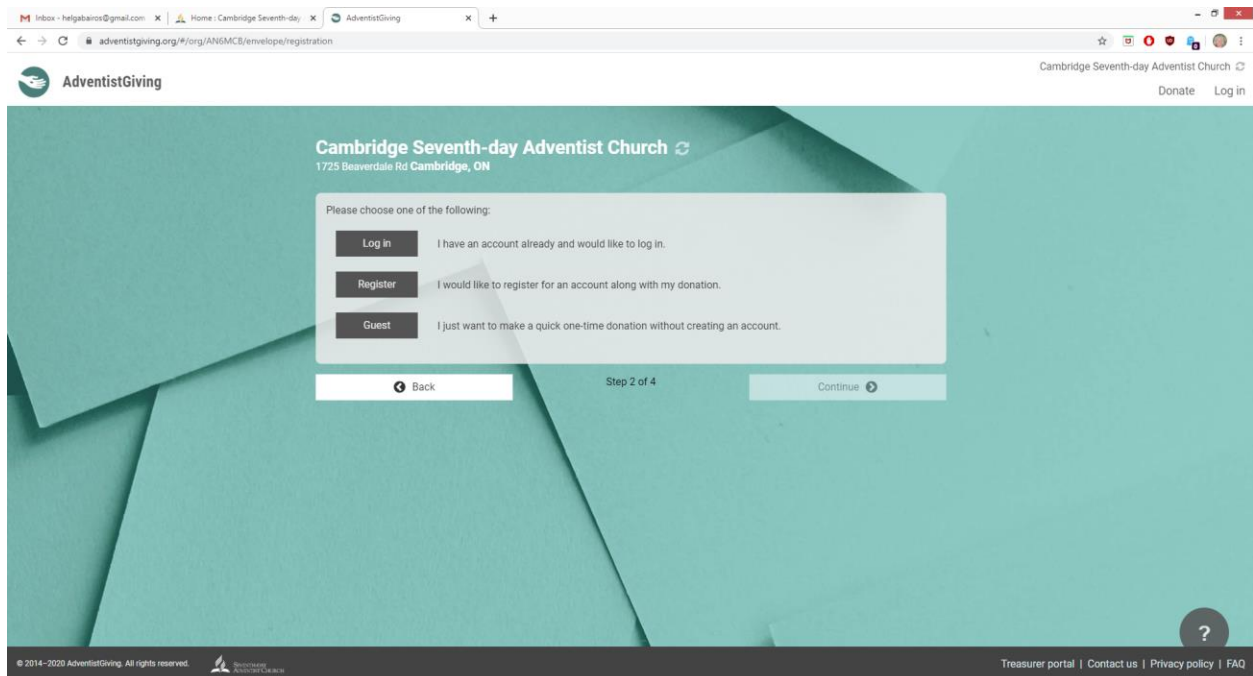 Inbox - helgabairos@gmail.com
Home : Cambridge Seventh-day
AdventistGiving
adventistgiving.org/#/org/AN6MCB/envelope/registration
AdventistGiving
Cambridge Seventh-day Adventist Church
Donate Log in
Cambridge Seventh-day Adventist Church
1725 Beaverdale Rd Cambridge, ON
Please choose one of the following:
Log in I have an account already and would like to log in.
Register I would like to register for an account along with my donation.
Guest I just want to make a quick one-time donation without creating an account.
Back Step 2 of 4 Continue
?
© 2014–2020 AdventistGiving. All rights reserved.
Seventh-day
Adventist Church
Treasurer portal | Contact us | Privacy policy | FAQ